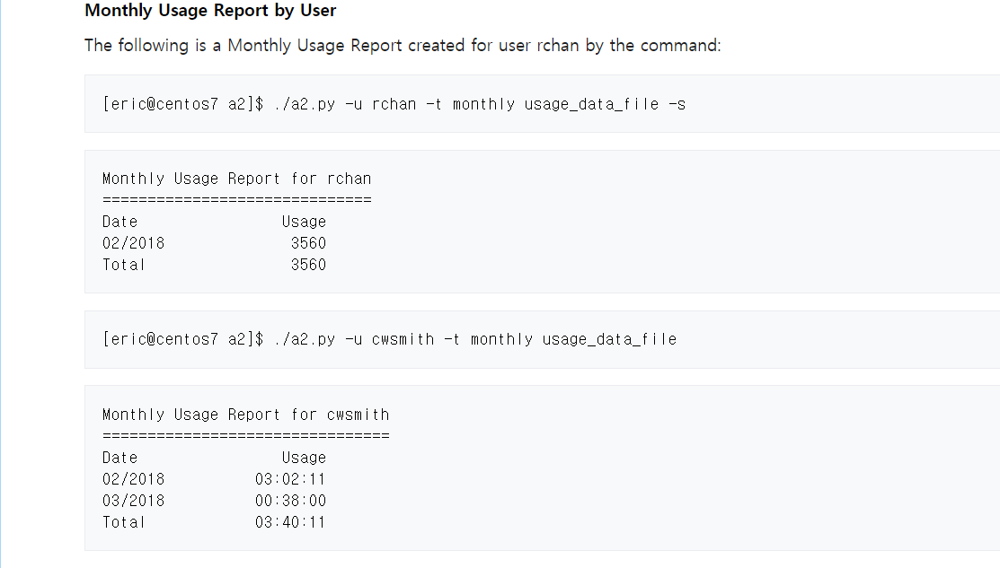 Monthly Usage Report by User
The following is a Monthly Usage Report created for user rchan by the command:
[eric@centos7 a2]$ ./a2.py -u rchan -t monthly usage_data_file -s
Monthly Usage Report for rchan
==============================
Date                Usage
02/2018              3560
Total                3560
[eric@centos7 a2]$ ./a2.py -u cwsmith -t monthly usage_data_file
Monthly Usage Report for cwsmith
================================
Date                Usage
02/2018          03:02:11
03/2018          00:38:00
Total            03:40:11